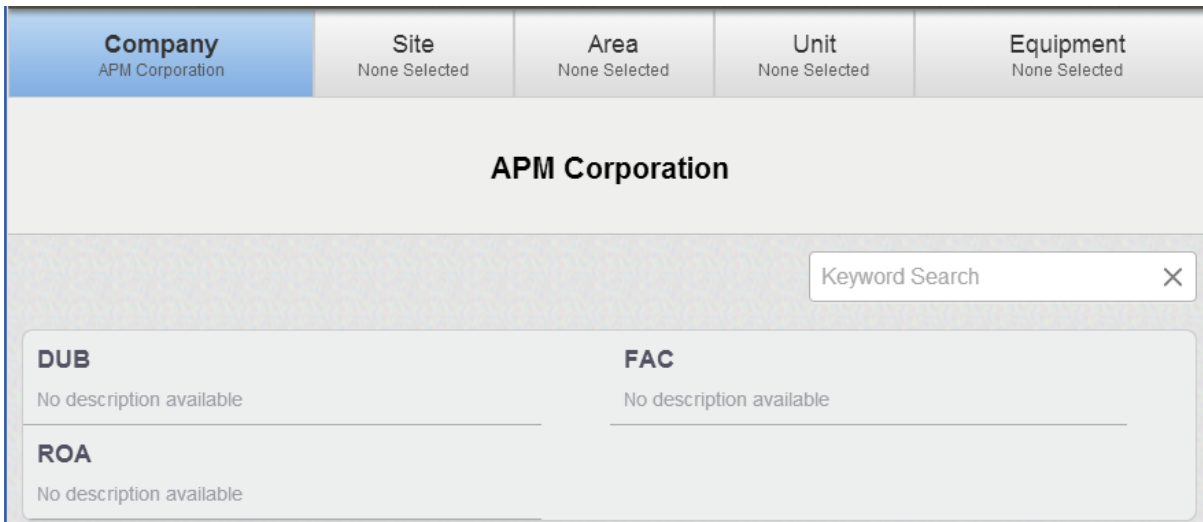 Company Site Area Unit Equipment
APM Corporation None Selected None Selected None Selected None Selected
APM Corporation
Keyword Search
DUB FAC
No description available No description available
ROA
No description available